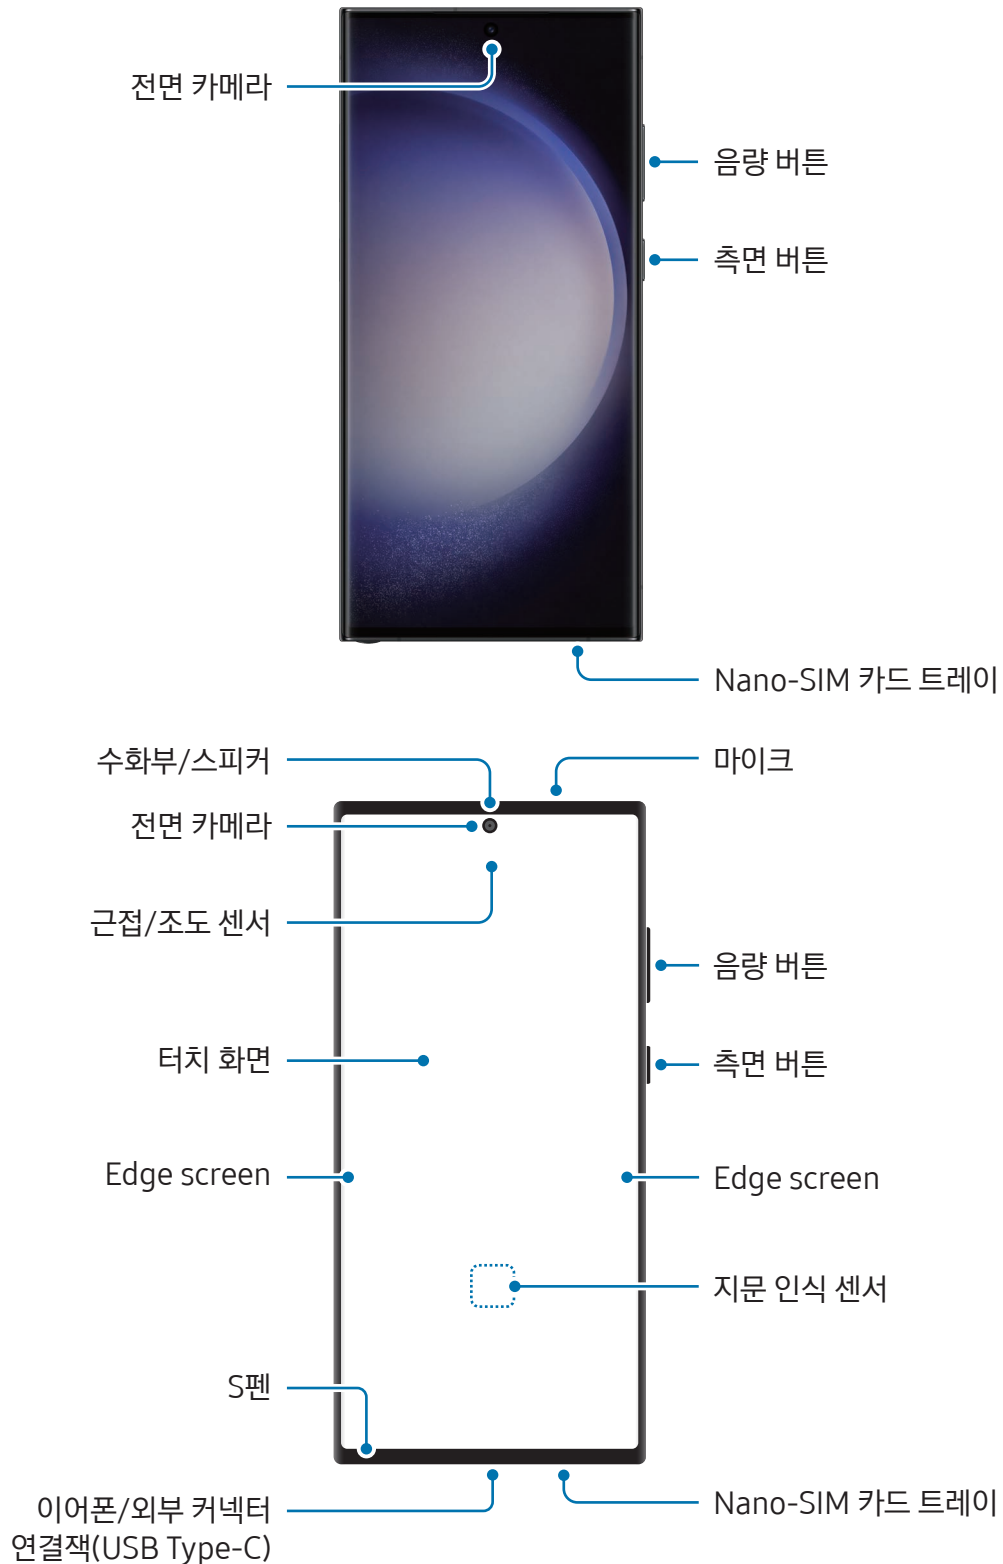 전면 카메라
음량 버튼
측면 버튼
Nano-SIM 카드 트레이
수화부/스피커
마이크
전면 카메라
근접/조도 센서
음량 버튼
터치 화면
측면 버튼
Edge screen
Edge screen
지문 인식 센서
S펜
이어폰/외부 커넥터
연결잭(USB Type-C)
Nano-SIM 카드 트레이